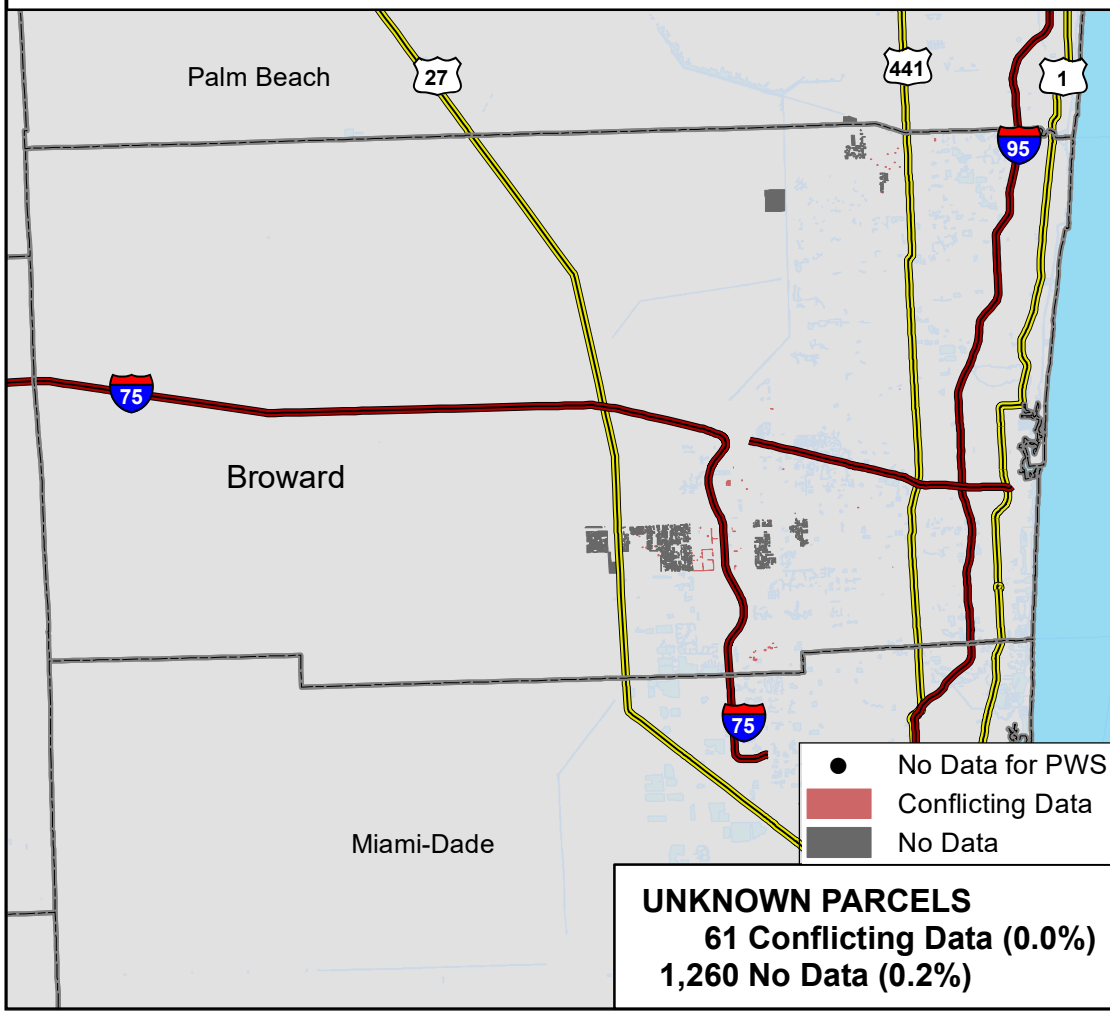 Palm Beach
27
441
1
95
75
Broward
75
Miami-Dade
No Data for PWS
Conflicting Data
No Data
UNKNOWN PARCELS
61 Conflicting Data (0.0%)
1,260 No Data (0.2%)